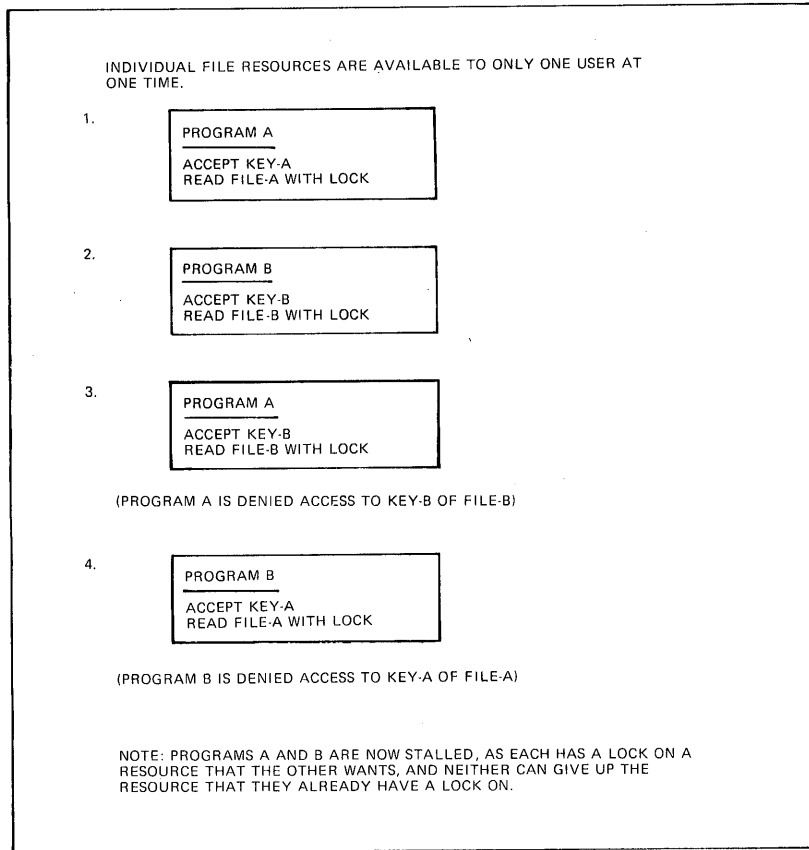 INDIVIDUAL FILE RESOURCES ARE AVAILABLE TO ONLY ONE USER AT
ONE TIME.
1.
PROGRAM A
ACCEPT KEY-A
READ FILE-A WITH LOCK
2.
PROGRAM B
ACCEPT KEY-B
READ FILE-B WITH LOCK
3.
PROGRAM A
ACCEPT KEY-B
READ FILE-B WITH LOCK
(PROGRAM A IS DENIED ACCESS TO KEY-B OF FILE-B)
4.
PROGRAM B
ACCEPT KEY-A
READ FILE-A WITH LOCK
(PROGRAM B IS DENIED ACCESS TO KEY-A OF FILE-A)
NOTE: PROGRAMS A AND B ARE NOW STALLED, AS EACH HAS A LOCK ON A
RESOURCE THAT THE OTHER WANTS, AND NEITHER CAN GIVE UP THE
RESOURCE THAT THEY ALREADY HAVE A LOCK ON.